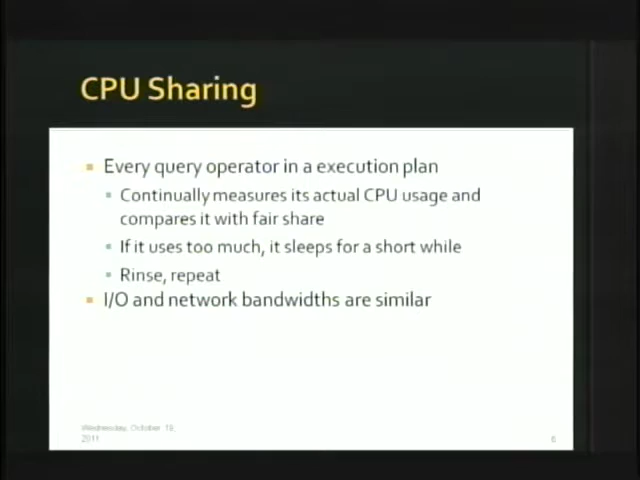 CPU Sharing
Every query operator in a execution plan
Continually measures its actual CPU usage and
compares it with fair share
If it uses too much, it sleeps for a short while
Rinse, repeat
I/O and network bandwidths are similar
Wednesday, October 19,
2011
6